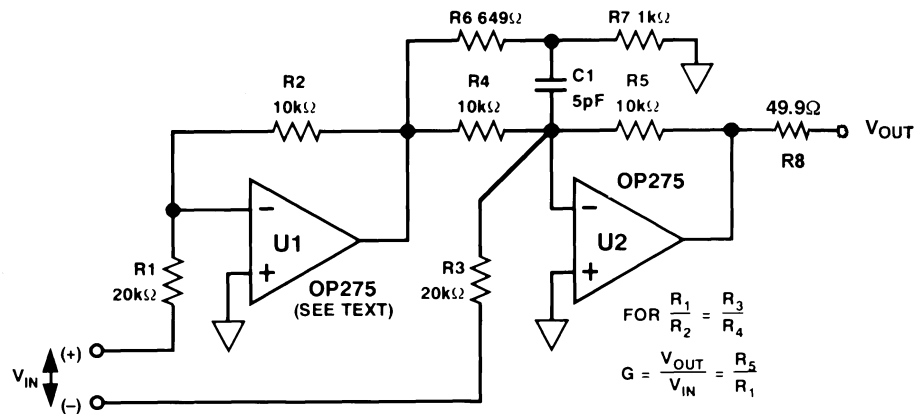 R6 649Ω
R7 1kΩ
R2
10kΩ
R4
10kΩ
C1
5pF
R5
10kΩ
49.9Ω
R8
VOUT
−
+
U1
OP275
(SEE TEXT)
R1
20kΩ
R3
20kΩ
OP275
−
+
U2
VIN
(+)
(−)
FOR R1/R2 = R3/R4
G = VOUT/VIN = R5/R1